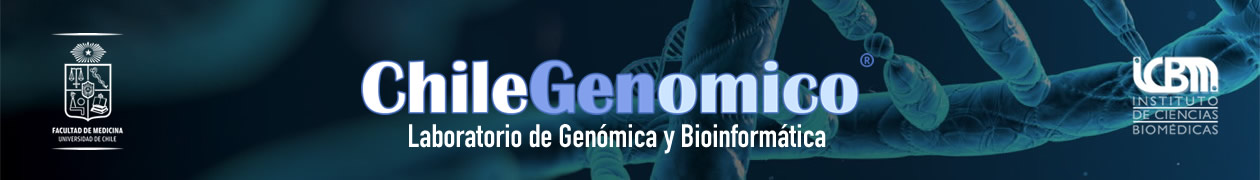 FACULTAD DE MEDICINA
UNIVERSIDAD DE CHILE
ChileGenomico®
Laboratorio de Genómica y Bioinformática
icbm
INSTITUTO
DE CIENCIAS
BIOMÉDICAS